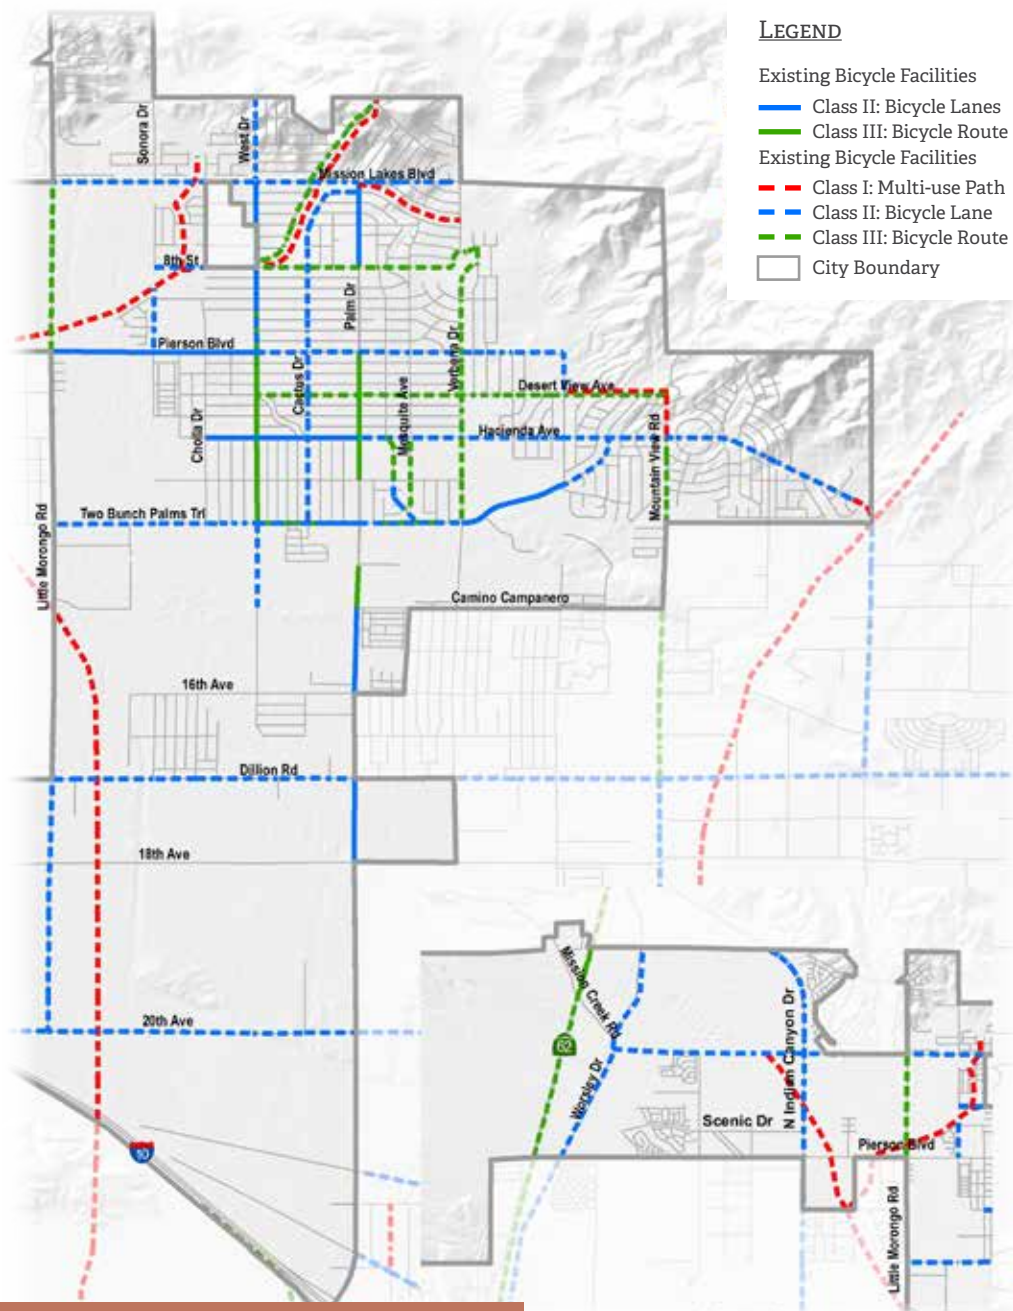 LEGEND
Existing Bicycle Facilities
Class II: Bicycle Lanes
Class III: Bicycle Route
Existing Bicycle Facilities
Class I: Multi-use Path
Class II: Bicycle Lane
Class III: Bicycle Route
City Boundary
Sonora Dr
West Dr
Mission Lakes Blvd
8th St
Palm Dr
Pierson Blvd
Verbena Dr
Cactus Dr
Desert View Ave
Mesquite Ave
Cholla Dr
Hacienda Ave
Mountain View Rd
Two Bunch Palms Trl
Little Morongo Rd
Camino Campanero
16th Ave
Dillion Rd
18th Ave
20th Ave
10
Mission Creek Rd
62
Worsley Dr
N Indian Canyon Dr
Scenic Dr
Pierson Blvd
Little Morongo Rd